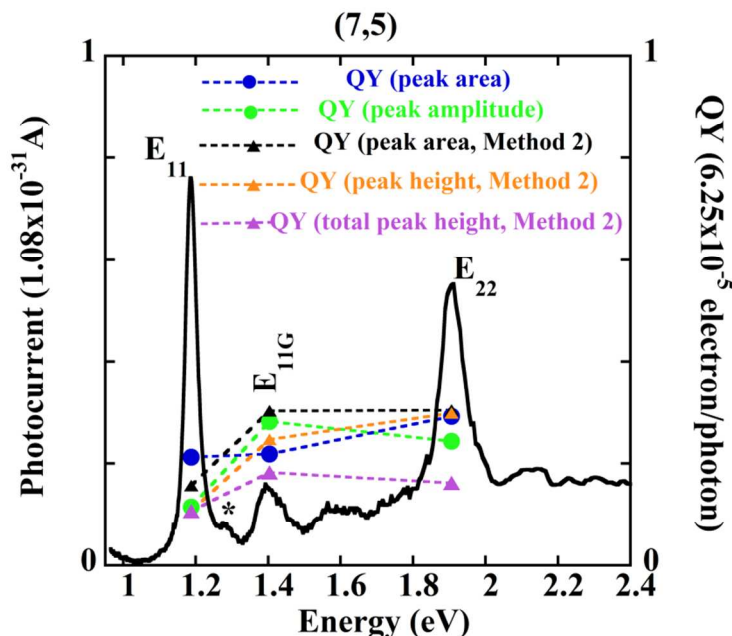 (7,5)
1
1
QY (peak area)
QY (peak amplitude)
QY (peak area, Method 2)
QY (peak height, Method 2)
QY (total peak height, Method 2)
E11
E11G
E22
*
Photocurrent (1.08x10⁻³¹A)
QY (6.25x10⁻⁵ electron/photon)
0
0
1 1.2 1.4 1.6 1.8 2 2.2 2.4
Energy (eV)